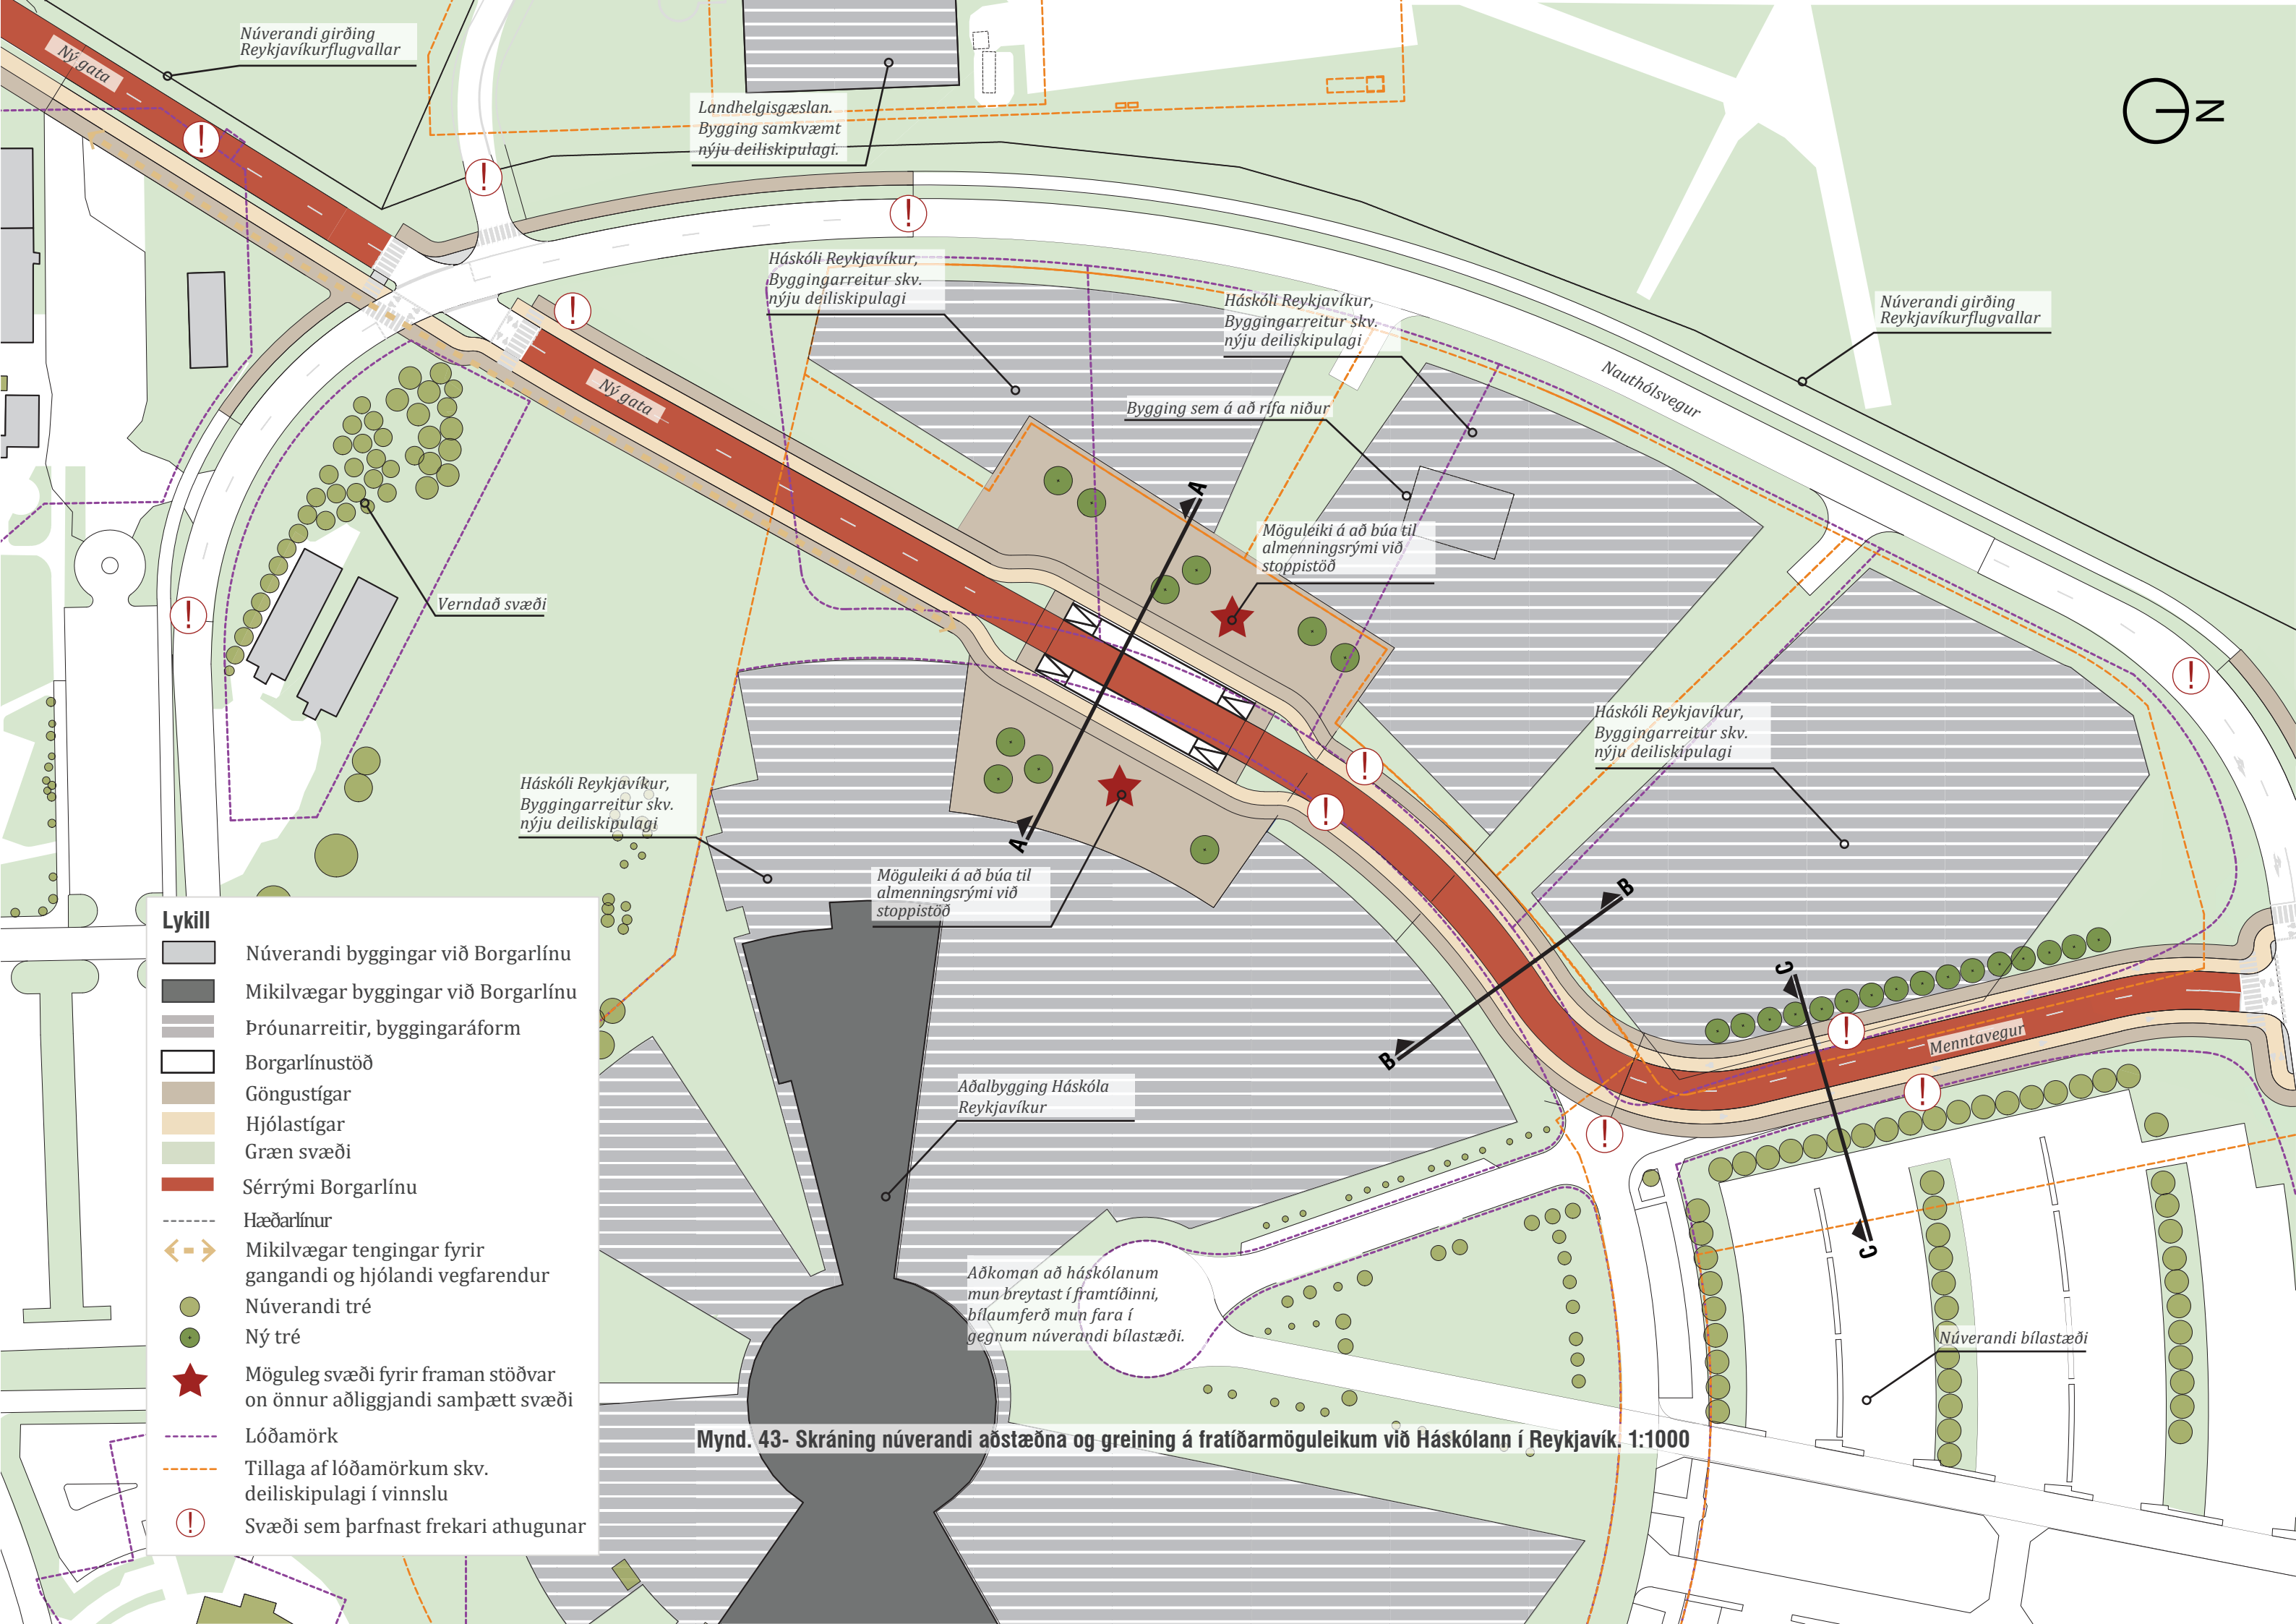 Núverandi girðing
Reykjavíkurflugvallar
Ný gata
Landhelgisgæslan.
Bygging samkvæmt
nýju deiliskipulagi.
N
Háskóli Reykjavíkur,
Byggingarreitur skv.
nýju deiliskipulagi
Háskóli Reykjavíkur,
Byggingarreitur skv.
nýju deiliskipulagi
Núverandi girðing
Reykjavíkurflugvallar
Nauthólsvegur
Ný gata
Bygging sem á að rífa niður
A
Möguleiki á að búa til
almenningsrými við
stoppistöð
Verndað svæði
Háskóli Reykjavíkur,
Byggingarreitur skv.
nýju deiliskipulagi
Háskóli Reykjavíkur,
Byggingarreitur skv.
nýju deiliskipulagi
A
Möguleiki á að búa til
almenningsrými við
stoppistöð
B
B
C
Menntavegur
C
Aðalbygging Háskóla
Reykjavíkur
Aðkoman að háskólanum
mun breytast í framtíðinni,
bílaumferð mun fara í
gegnum núverandi bílastæði.
Núverandi bílastæði
Lykill
Núverandi byggingar við Borgarlínu
Mikilvægar byggingar við Borgarlínu
Þróunarreitir, byggingaráform
Borgarlínustöð
Göngustígar
Hjólastígar
Græn svæði
Sérrými Borgarlínu
Hæðarlínur
Mikilvægar tengingar fyrir
gangandi og hjólandi vegfarendur
Núverandi tré
Ný tré
Möguleg svæði fyrir framan stöðvar
on önnur aðliggjandi samþætt svæði
Lóðamörk
Tillaga af lóðamörkum skv.
deiliskipulagi í vinnslu
Svæði sem þarfnast frekari athugunar
Mynd. 43- Skráning núverandi aðstæðna og greining á fratíðarmöguleikum við Háskólann í Reykjavík. 1:1000